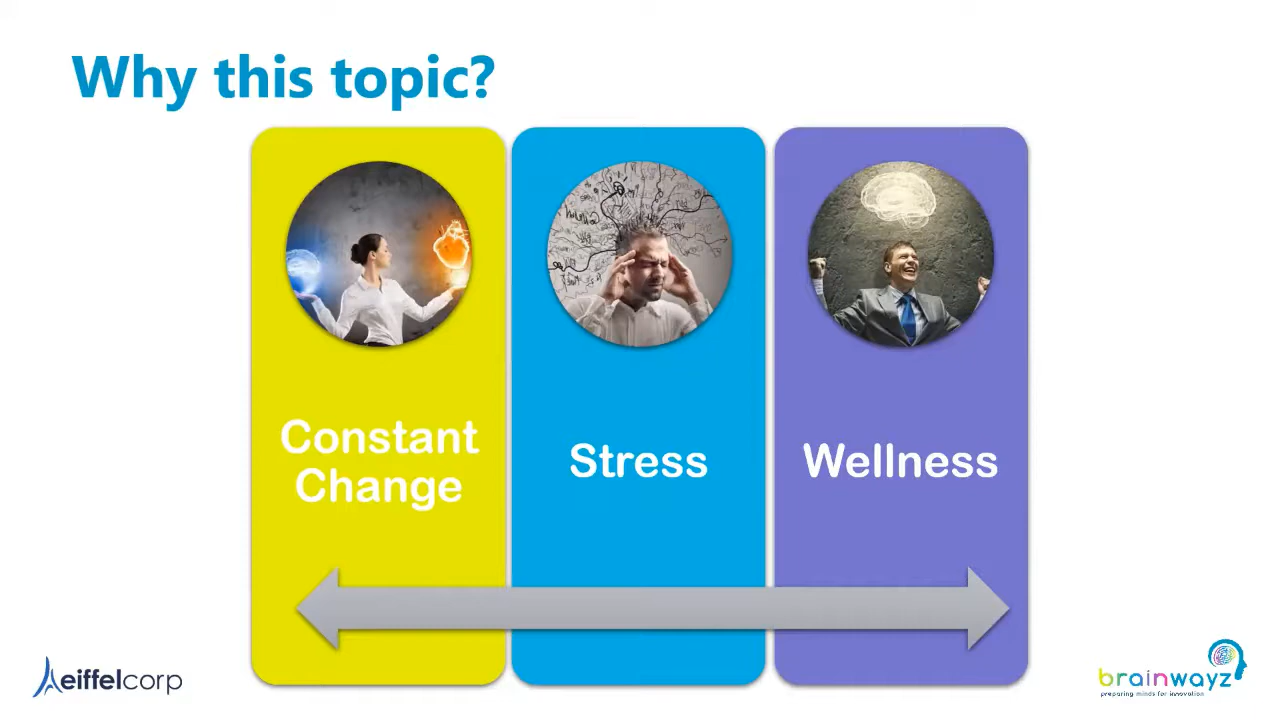 Why this topic?
Constant
Change
Stress
Wellness
eiffelcorp
brainwayz
preparing minds for innovation